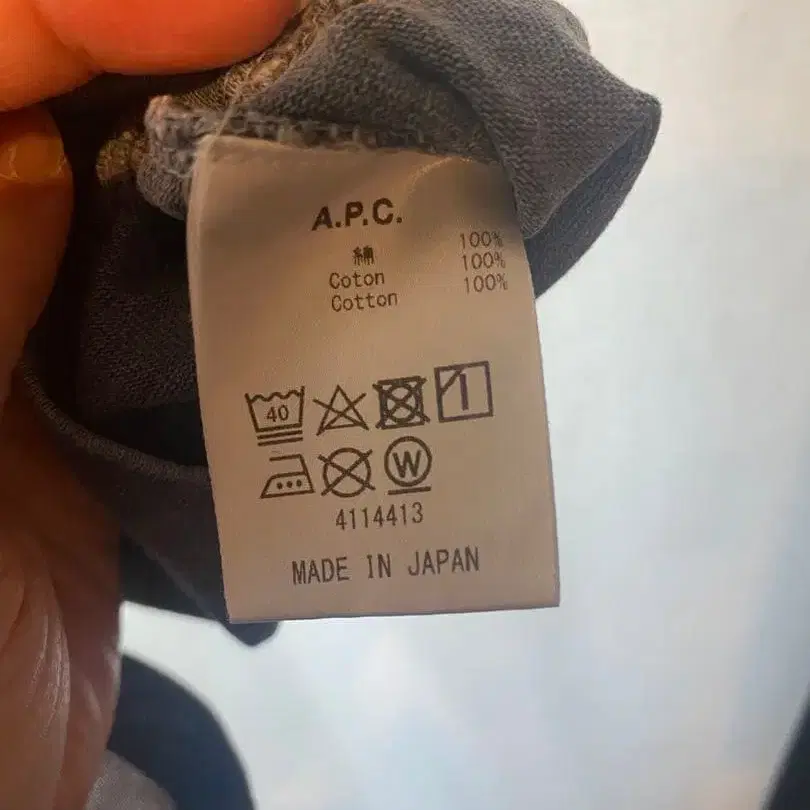 A.P.C.
綿 100%
Coton 100%
Cotton 100%
40
W
4114413
MADE IN JAPAN